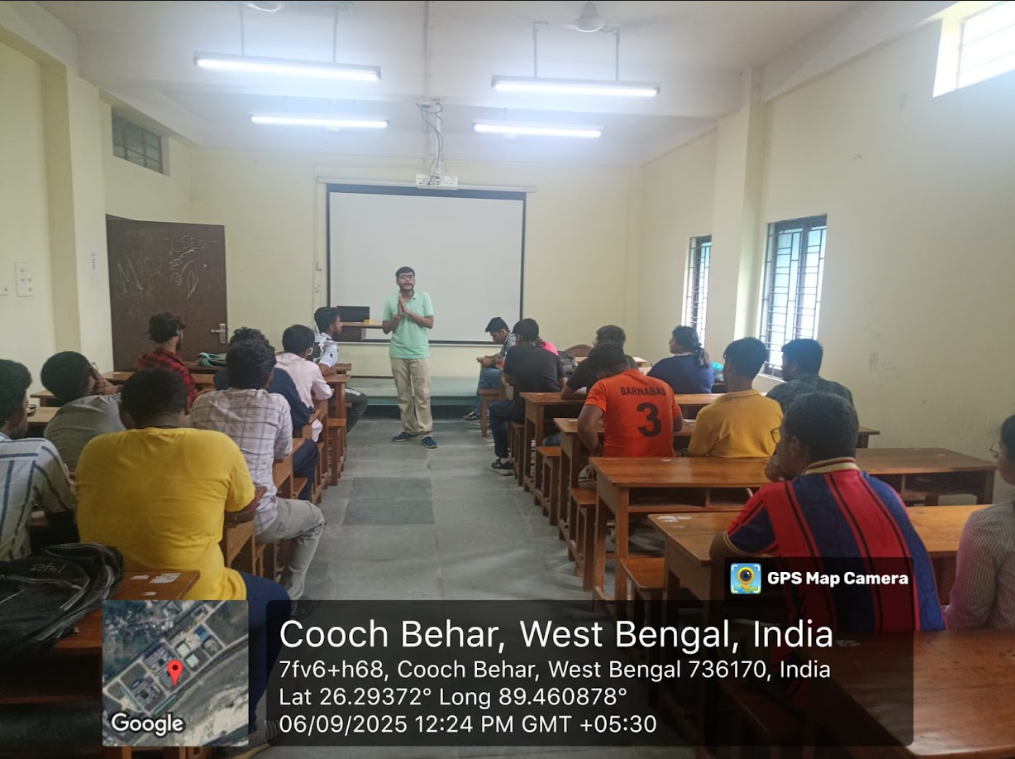 BARNABAS
3
GPS Map Camera
Cooch Behar, West Bengal, India
7fv6+h68, Cooch Behar, West Bengal 736170, India
Lat 26.29372° Long 89.460878°
06/09/2025 12:24 PM GMT +05:30
Google